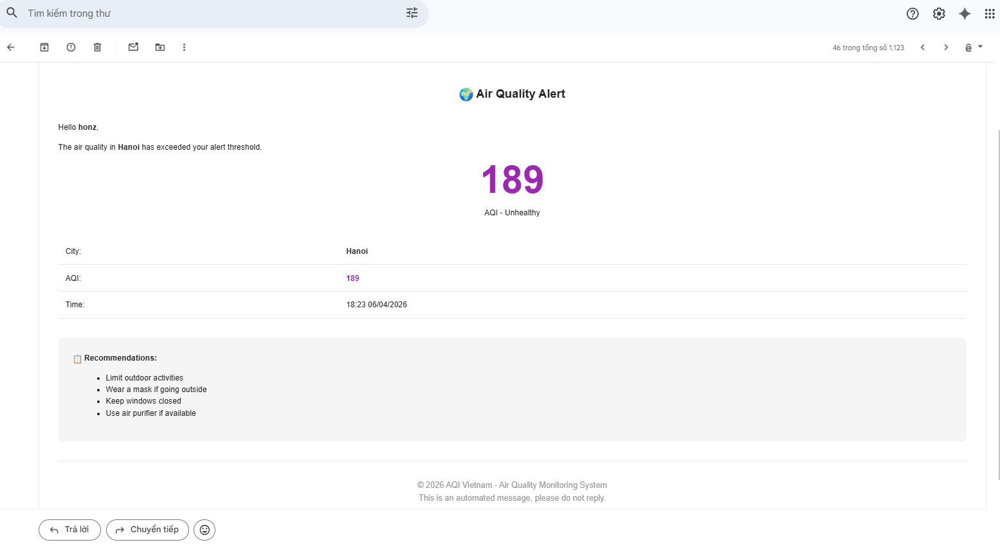 Tìm kiếm trong thư
46 trong tổng số 1.123
ê
Air Quality Alert
Hello honz,
The air quality in Hanoi has exceeded your alert threshold.
189
AQI - Unhealthy
City: Hanoi
AQI: 189
Time: 18:23 06/04/2026
Recommendations:
• Limit outdoor activities
• Wear a mask if going outside
• Keep windows closed
• Use air purifier if available
© 2026 AQI Vietnam - Air Quality Monitoring System
This is an automated message, please do not reply.
Trả lời Chuyển tiếp